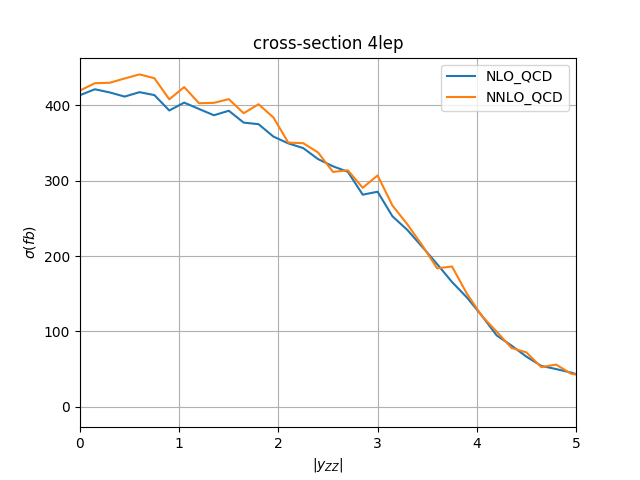 cross-section 4lep
NLO_QCD
NNLO_QCD
400
300
200
100
0
σ(fb)
0 1 2 3 4 5
|yZZ|